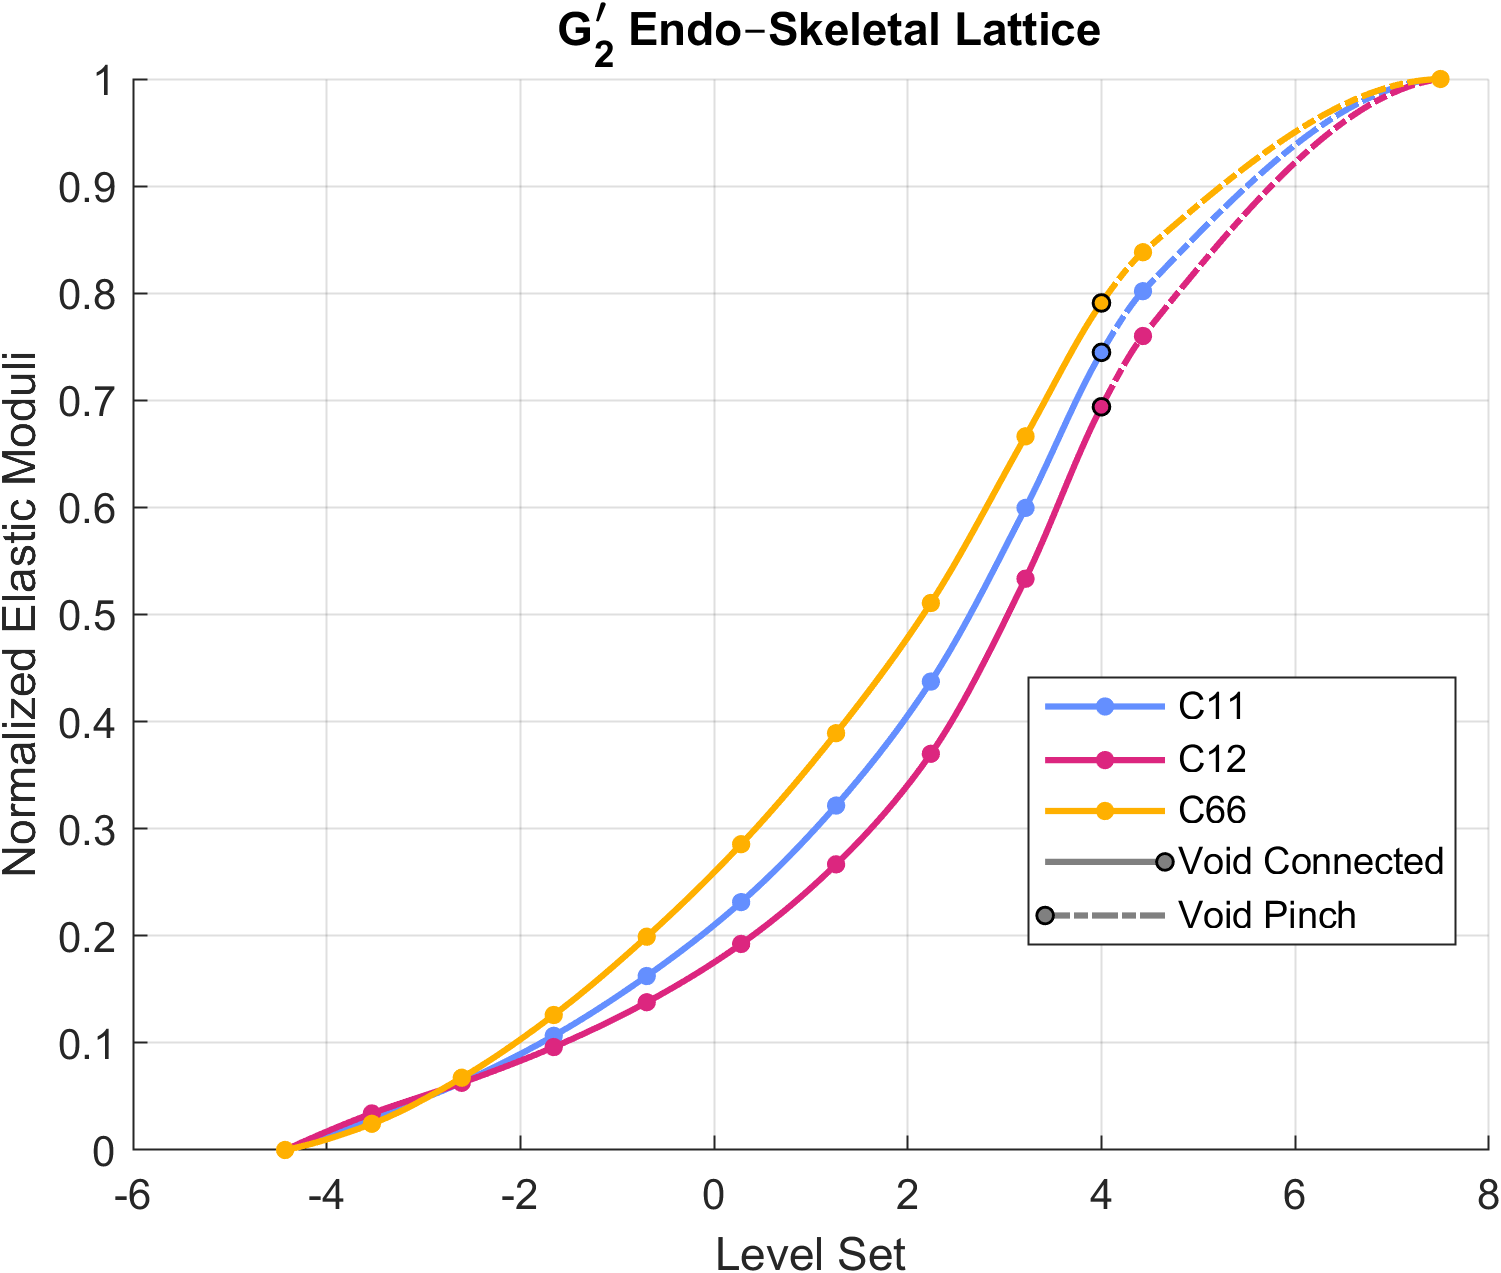 G′2 Endo−Skeletal Lattice
1
0.9
0.8
0.7
0.6
0.5
0.4
0.3
0.2
0.1
0
Normalized Elastic Moduli
C11
C12
C66
Void Connected
Void Pinch
-6 -4 -2 0 2 4 6 8
Level Set